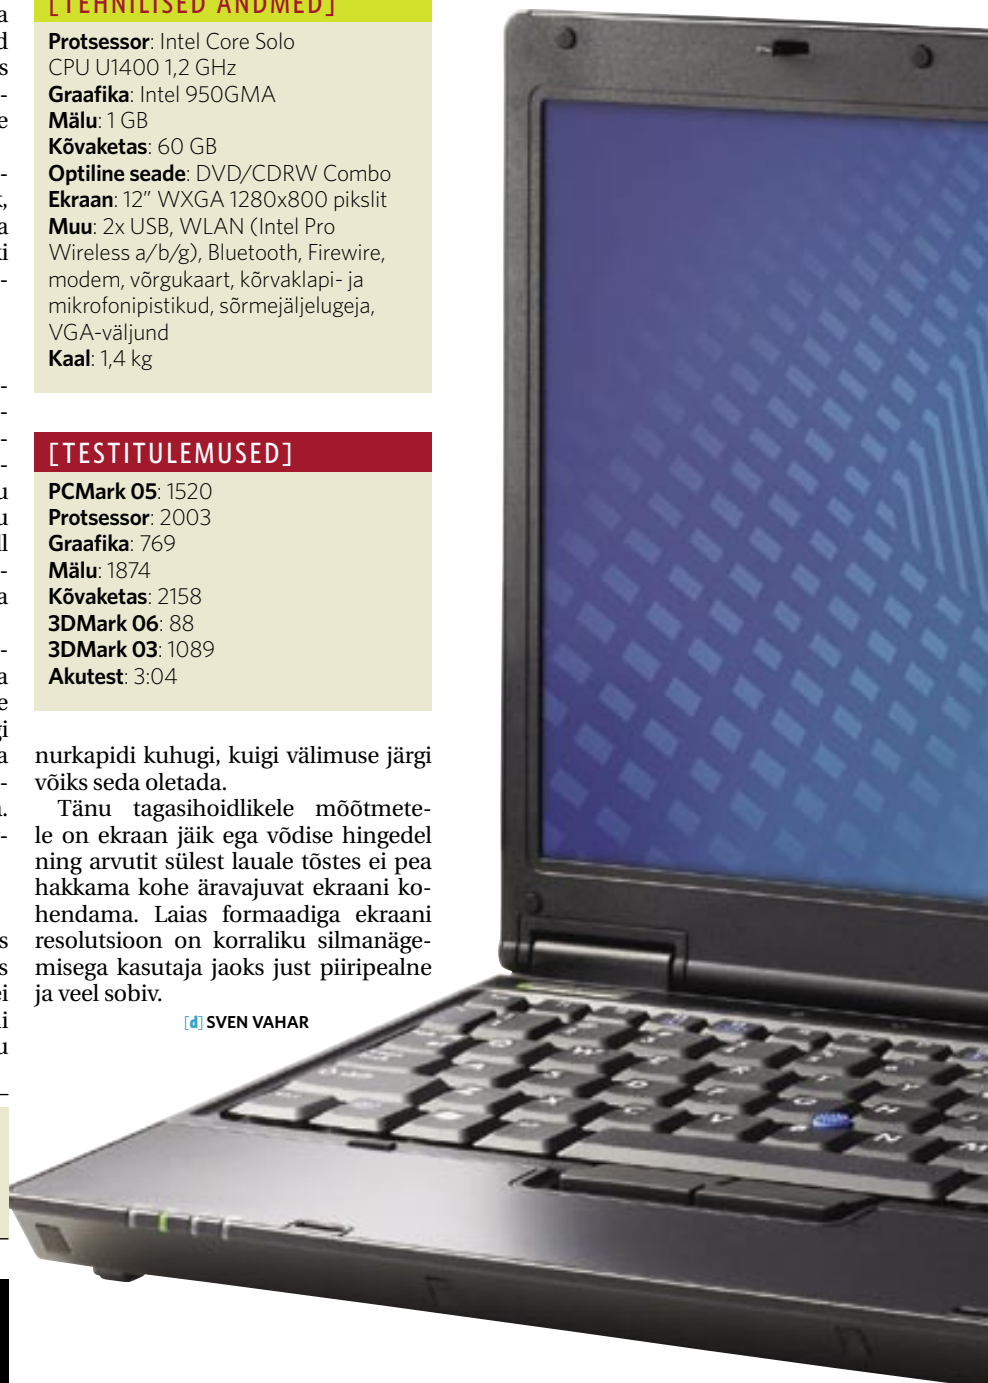 [TEHNILISED ANDMED]
Protsessor: Intel Core Solo
CPU U1400 1,2 GHz
Graafika: Intel 950GMA
Mälu: 1 GB
Kõvaketas: 60 GB
Optiline seade: DVD/CDRW Combo
Ekraan: 12” WXGA 1280x800 pikslit
Muu: 2x USB, WLAN (Intel Pro
Wireless a/b/g), Bluetooth, Firewire,
modem, võrgukaart, kõrvaklapi- ja
mikrofonipistikud, sõrmejäljelugeja,
VGA-väljund
Kaal: 1,4 kg
[TESTITULEMUSED]
PCMark 05: 1520
Protsessor: 2003
Graafika: 769
Mälu: 1874
Kõvaketas: 2158
3DMark 06: 88
3DMark 03: 1089
Akutest: 3:04
nurkapidi kuhugi, kuigi välimuse järgi
võiks seda oletada.
Tänu tagasihoidlikele mõõtmete-
le on ekraan jäik ega võdise hingedel
ning arvutit sülest lauale tõstes ei pea
hakkama kohe äravajuvat ekraani ko-
hendama. Laias formaadiga ekraani
resolutsioon on korraliku silmanäge-
misega kasutaja jaoks just piiripealne
ja veel sobiv.
[d] SVEN VAHAR